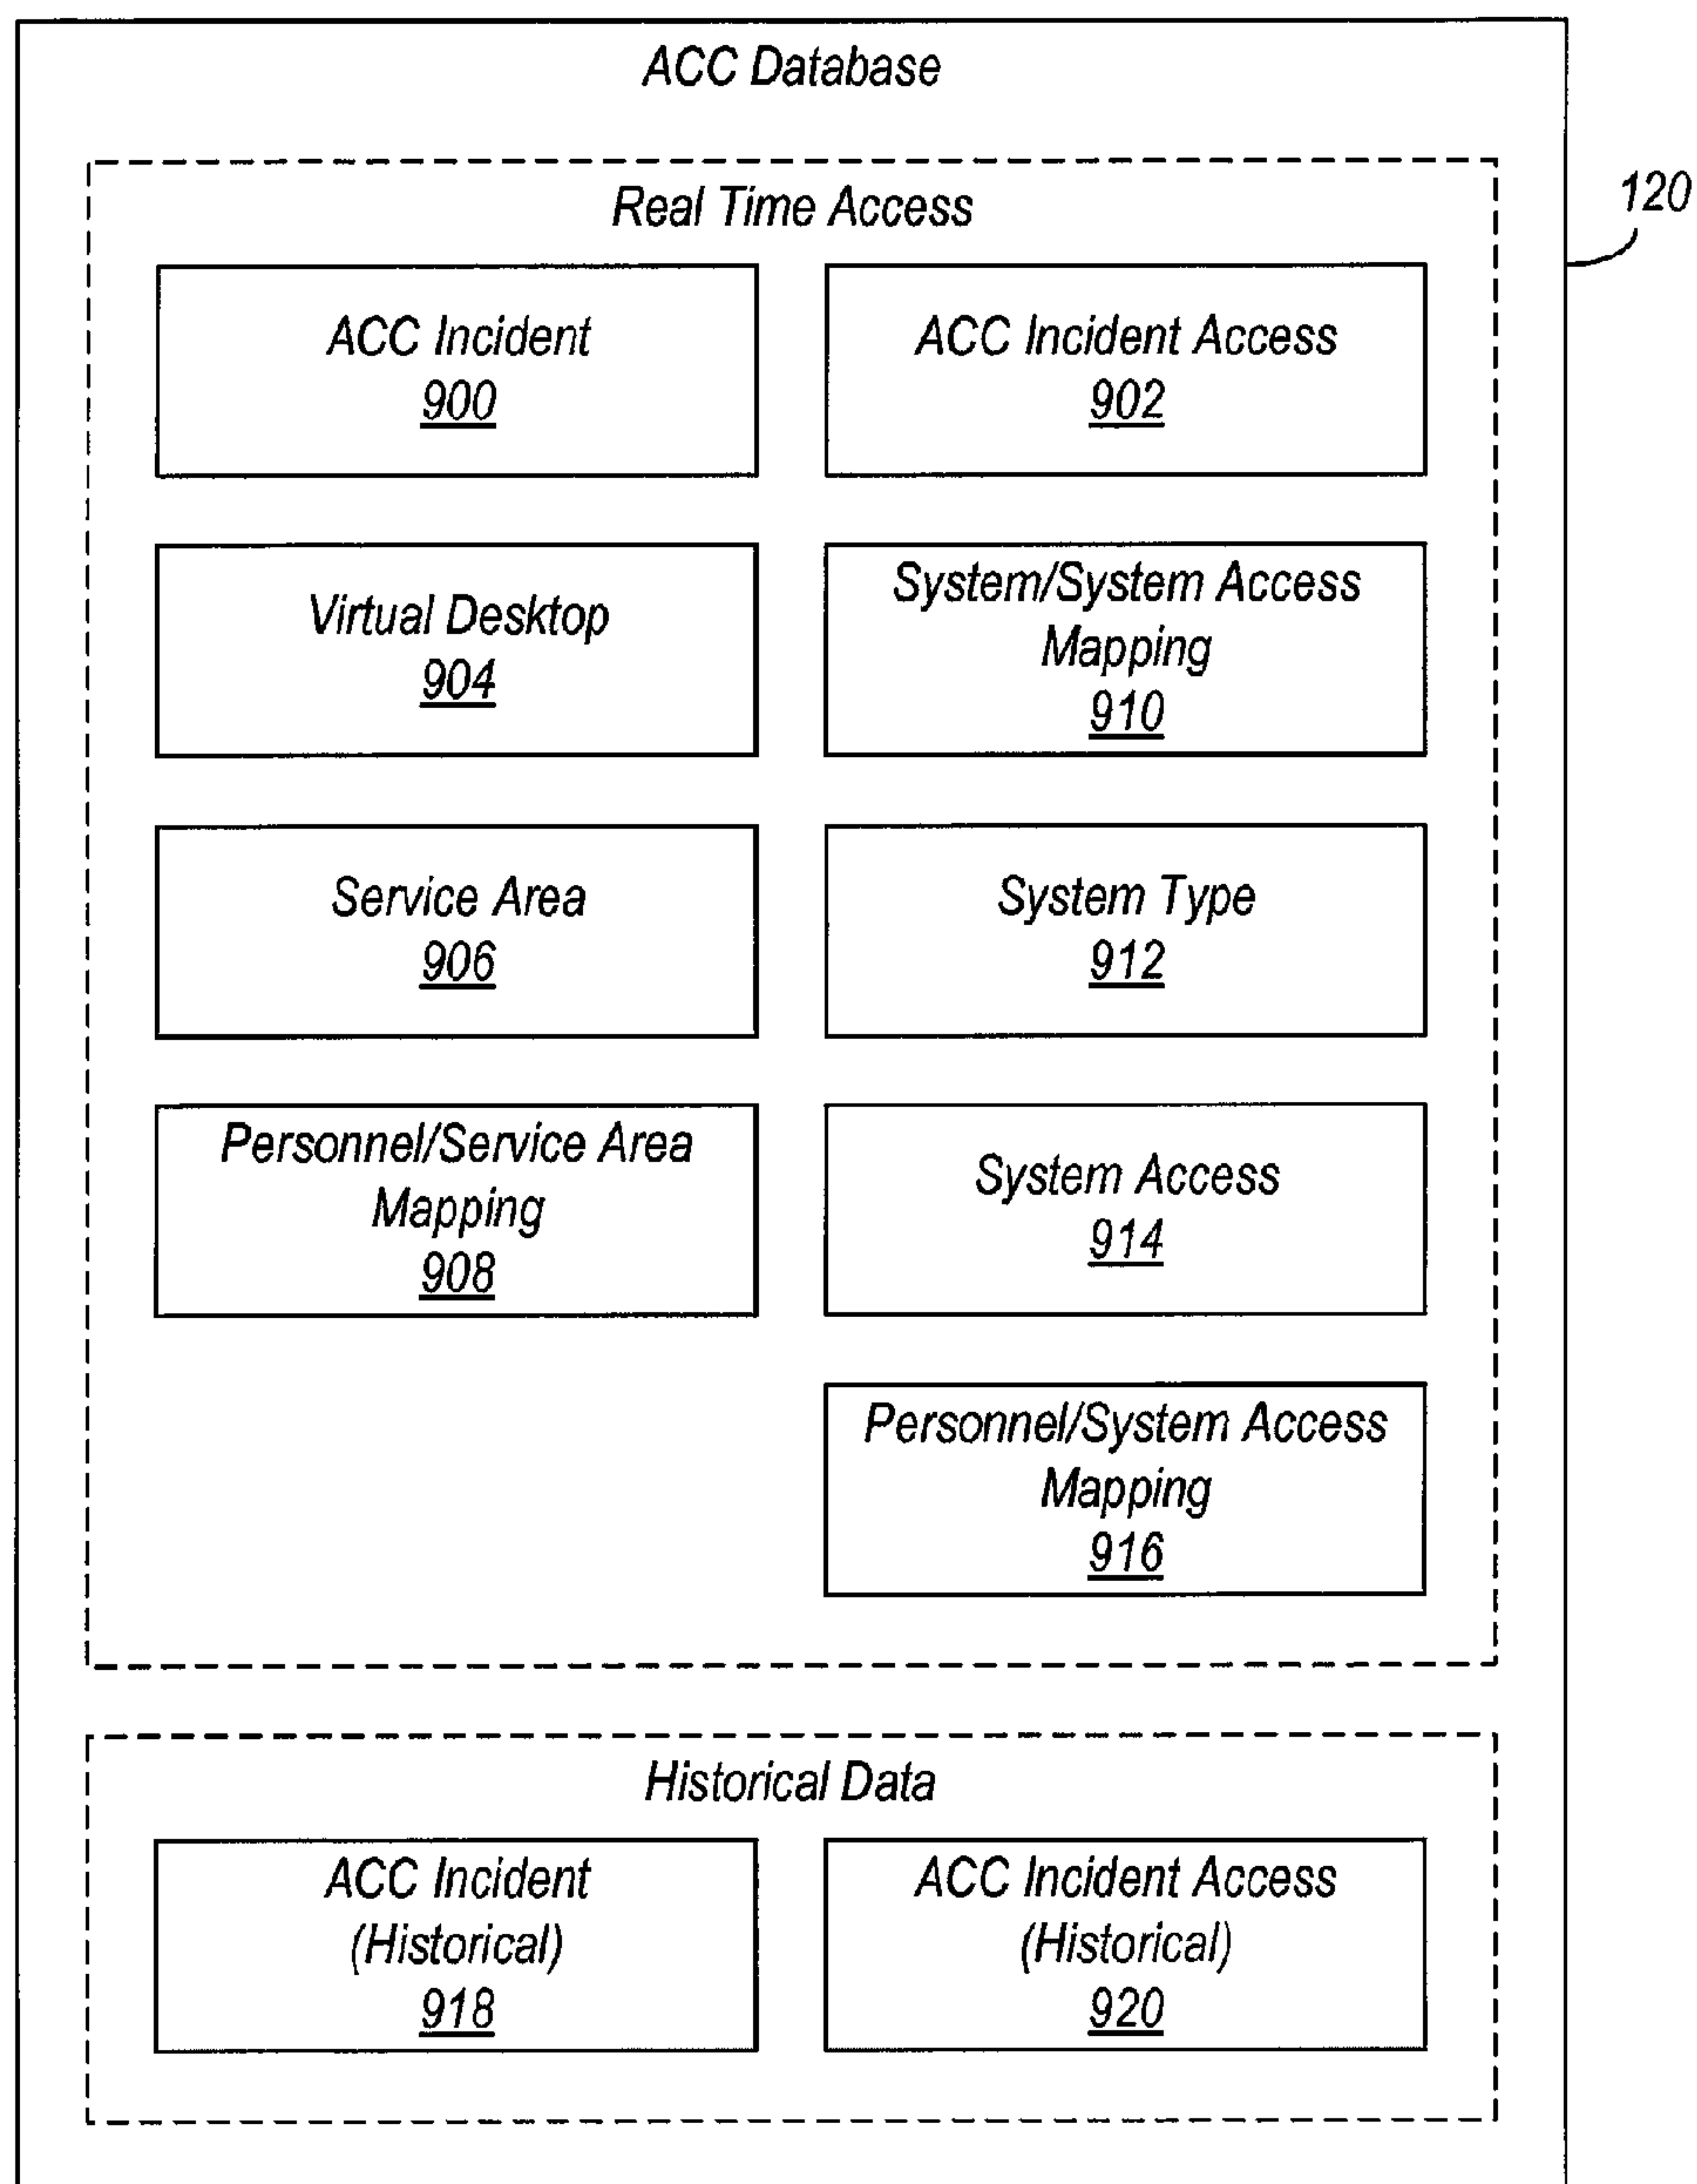 ACC Database
120
Real Time Access
ACC Incident
900
ACC Incident Access
902
Virtual Desktop
904
System/System Access
Mapping
910
Service Area
906
System Type
912
Personnel/Service Area
Mapping
908
System Access
914
Personnel/System Access
Mapping
916
Historical Data
ACC Incident
(Historical)
918
ACC Incident Access
(Historical)
920